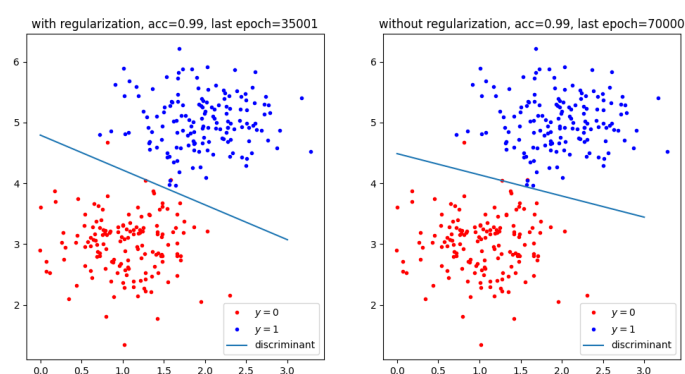 with regularization, acc=0.99, last epoch=35001
6
5
4
3
2
0.0 0.5 1.0 1.5 2.0 2.5 3.0
y = 0
y = 1
discriminant
without regularization, acc=0.99, last epoch=70000
6
5
4
3
2
0.0 0.5 1.0 1.5 2.0 2.5 3.0
y = 0
y = 1
discriminant